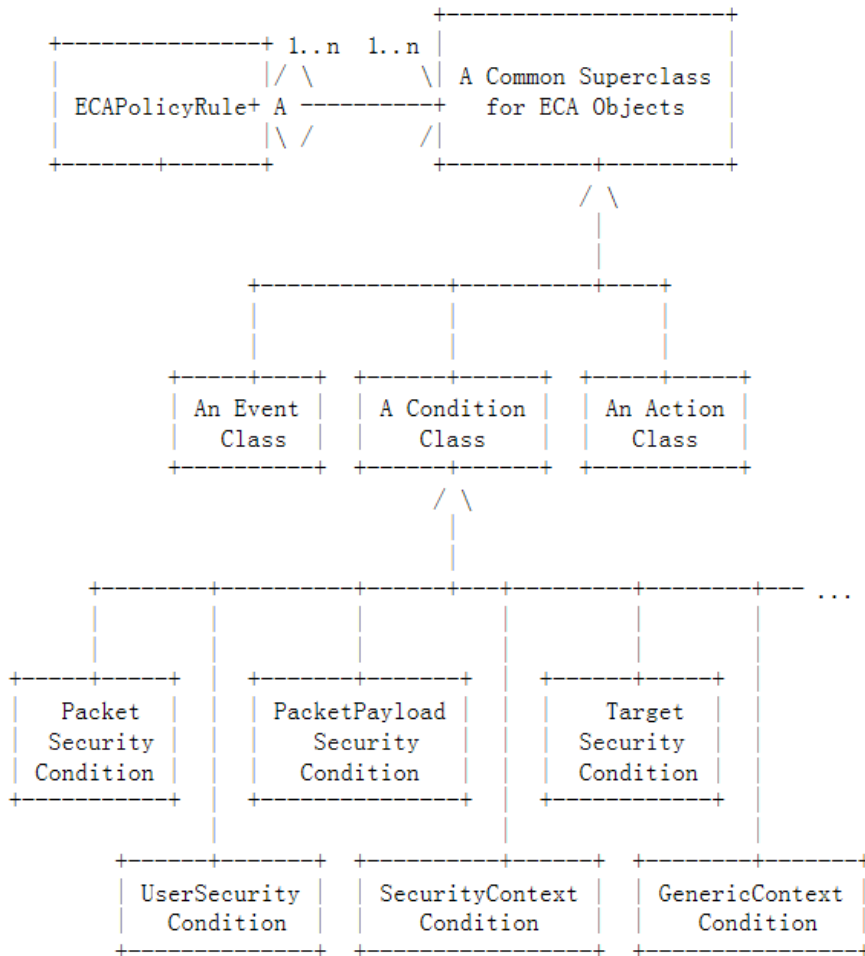 1..n 1..n
A Common Superclass
ECAPolicyRule A
for ECA Objects
An Event
Class
A Condition
Class
An Action
Class
...
Packet
Security
Condition
PacketPayload
Security
Condition
Target
Security
Condition
UserSecurity
Condition
SecurityContext
Condition
GenericContext
Condition